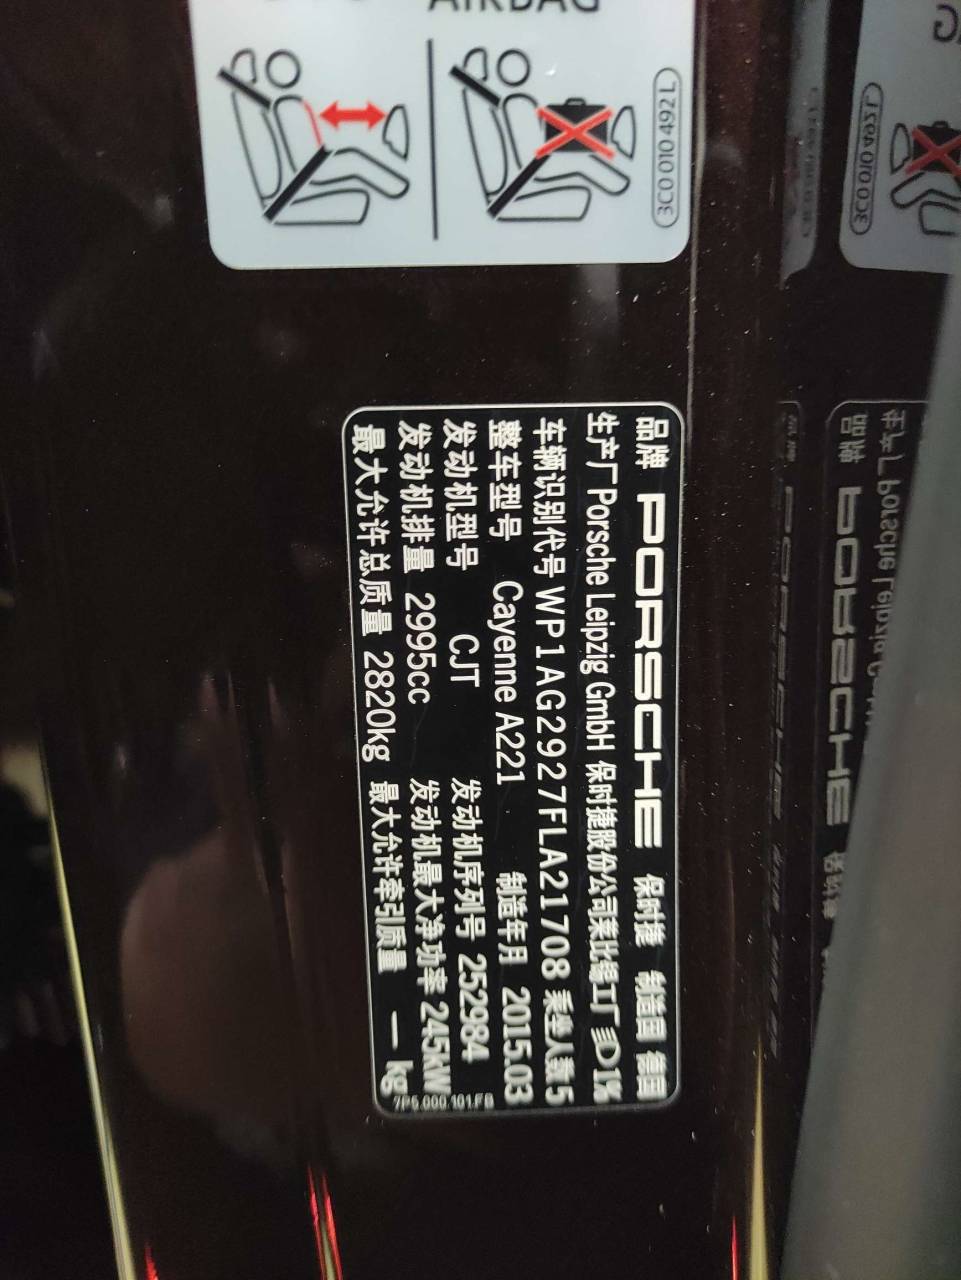 AIRBAG
3C0 010 492 L
品牌 PORSCHE 保时捷 制造国 德国
生产厂 Porsche Leipzig GmbH 保时捷股份公司莱比锡工厂 1%
车辆识别代号 WP1AG2927FLA21708 乘坐人数 5
整车型号 Cayenne A221 制造年月 2015.03
发动机型号 CJT 发动机序列号 252984
发动机排量 2995cc 发动机最大净功率 245kW
最大允许总质量 2820kg 最大允许牵引质量 — kg
7P5.000.101.FB